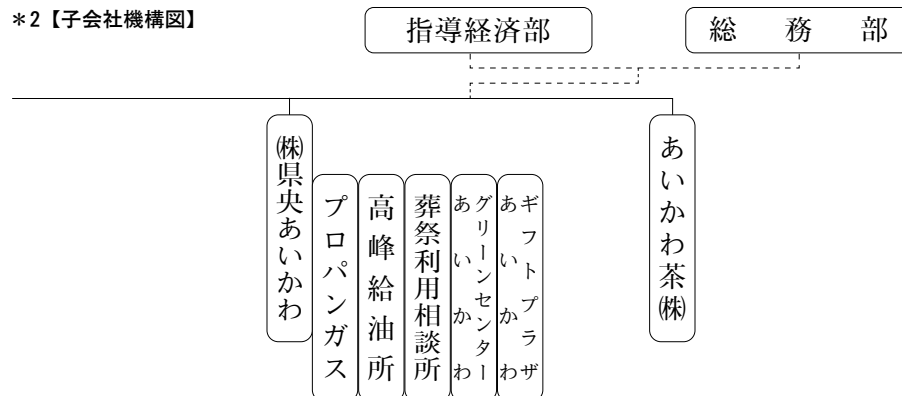 ＊2【子会社機構図】
指導経済部
総務部
㈱県央あいかわ
プロパンガス
高峰給油所
葬祭利用相談所
グリーンセンター
あいかわ
ギフトプラザ
あいかわ
あいかわ茶㈱